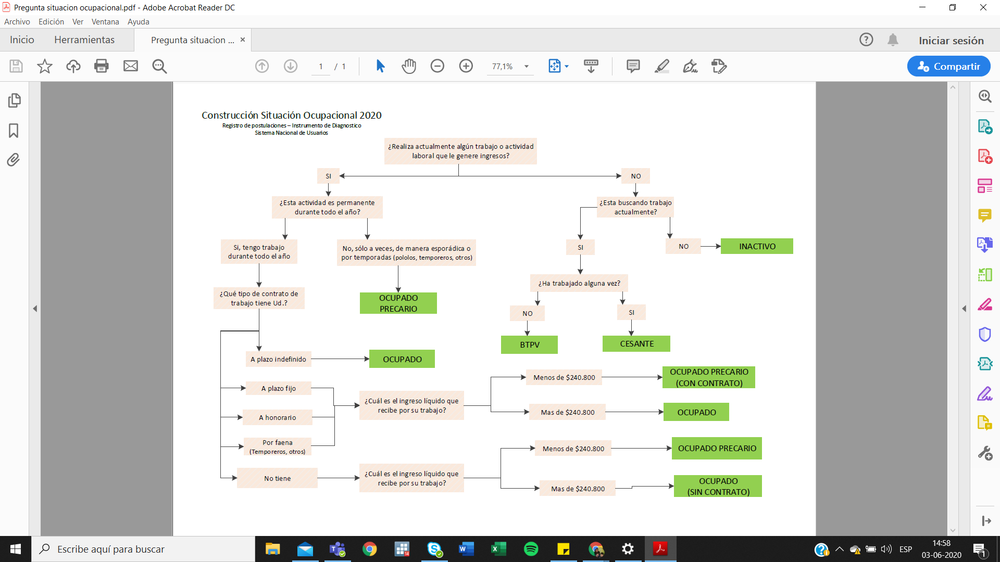 Pregunta situacion ocupacional.pdf - Adobe Acrobat Reader DC
Archivo Edición Ver Ventana Ayuda
Inicio Herramientas Pregunta situacion ... × Iniciar sesión
1 / 1 77,1% Compartir
Construcción Situación Ocupacional 2020
Registro de postulaciones – Instrumento de Diagnostico
Sistema Nacional de Usuarios
¿Realiza actualmente algún trabajo o actividad
laboral que le genere ingresos?
SI
NO
¿Esta actividad es permanente
durante todo el año?
¿Esta buscando trabajo
actualmente?
Si, tengo trabajo
durante todo el año
No, sólo a veces, de manera esporádica o
por temporadas (pololos, temporeros, otros)
SI
NO
INACTIVO
¿Qué tipo de contrato de
trabajo tiene Ud.?
OCUPADO
PRECARIO
¿Ha trabajado alguna vez?
NO
SI
BTPV
CESANTE
A plazo indefinido
OCUPADO
A plazo fijo
A honorario
Por faena
(Temporeros, otros)
¿Cuál es el ingreso líquido que
recibe por su trabajo?
Menos de $240.800
OCUPADO PRECARIO
(CON CONTRATO)
Mas de $240.800
OCUPADO
No tiene
¿Cuál es el ingreso líquido que
recibe por su trabajo?
Menos de $240.800
OCUPADO PRECARIO
Mas de $240.800
OCUPADO
(SIN CONTRATO)
Escribe aquí para buscar
14
ESP
14:58
03-06-2020
1